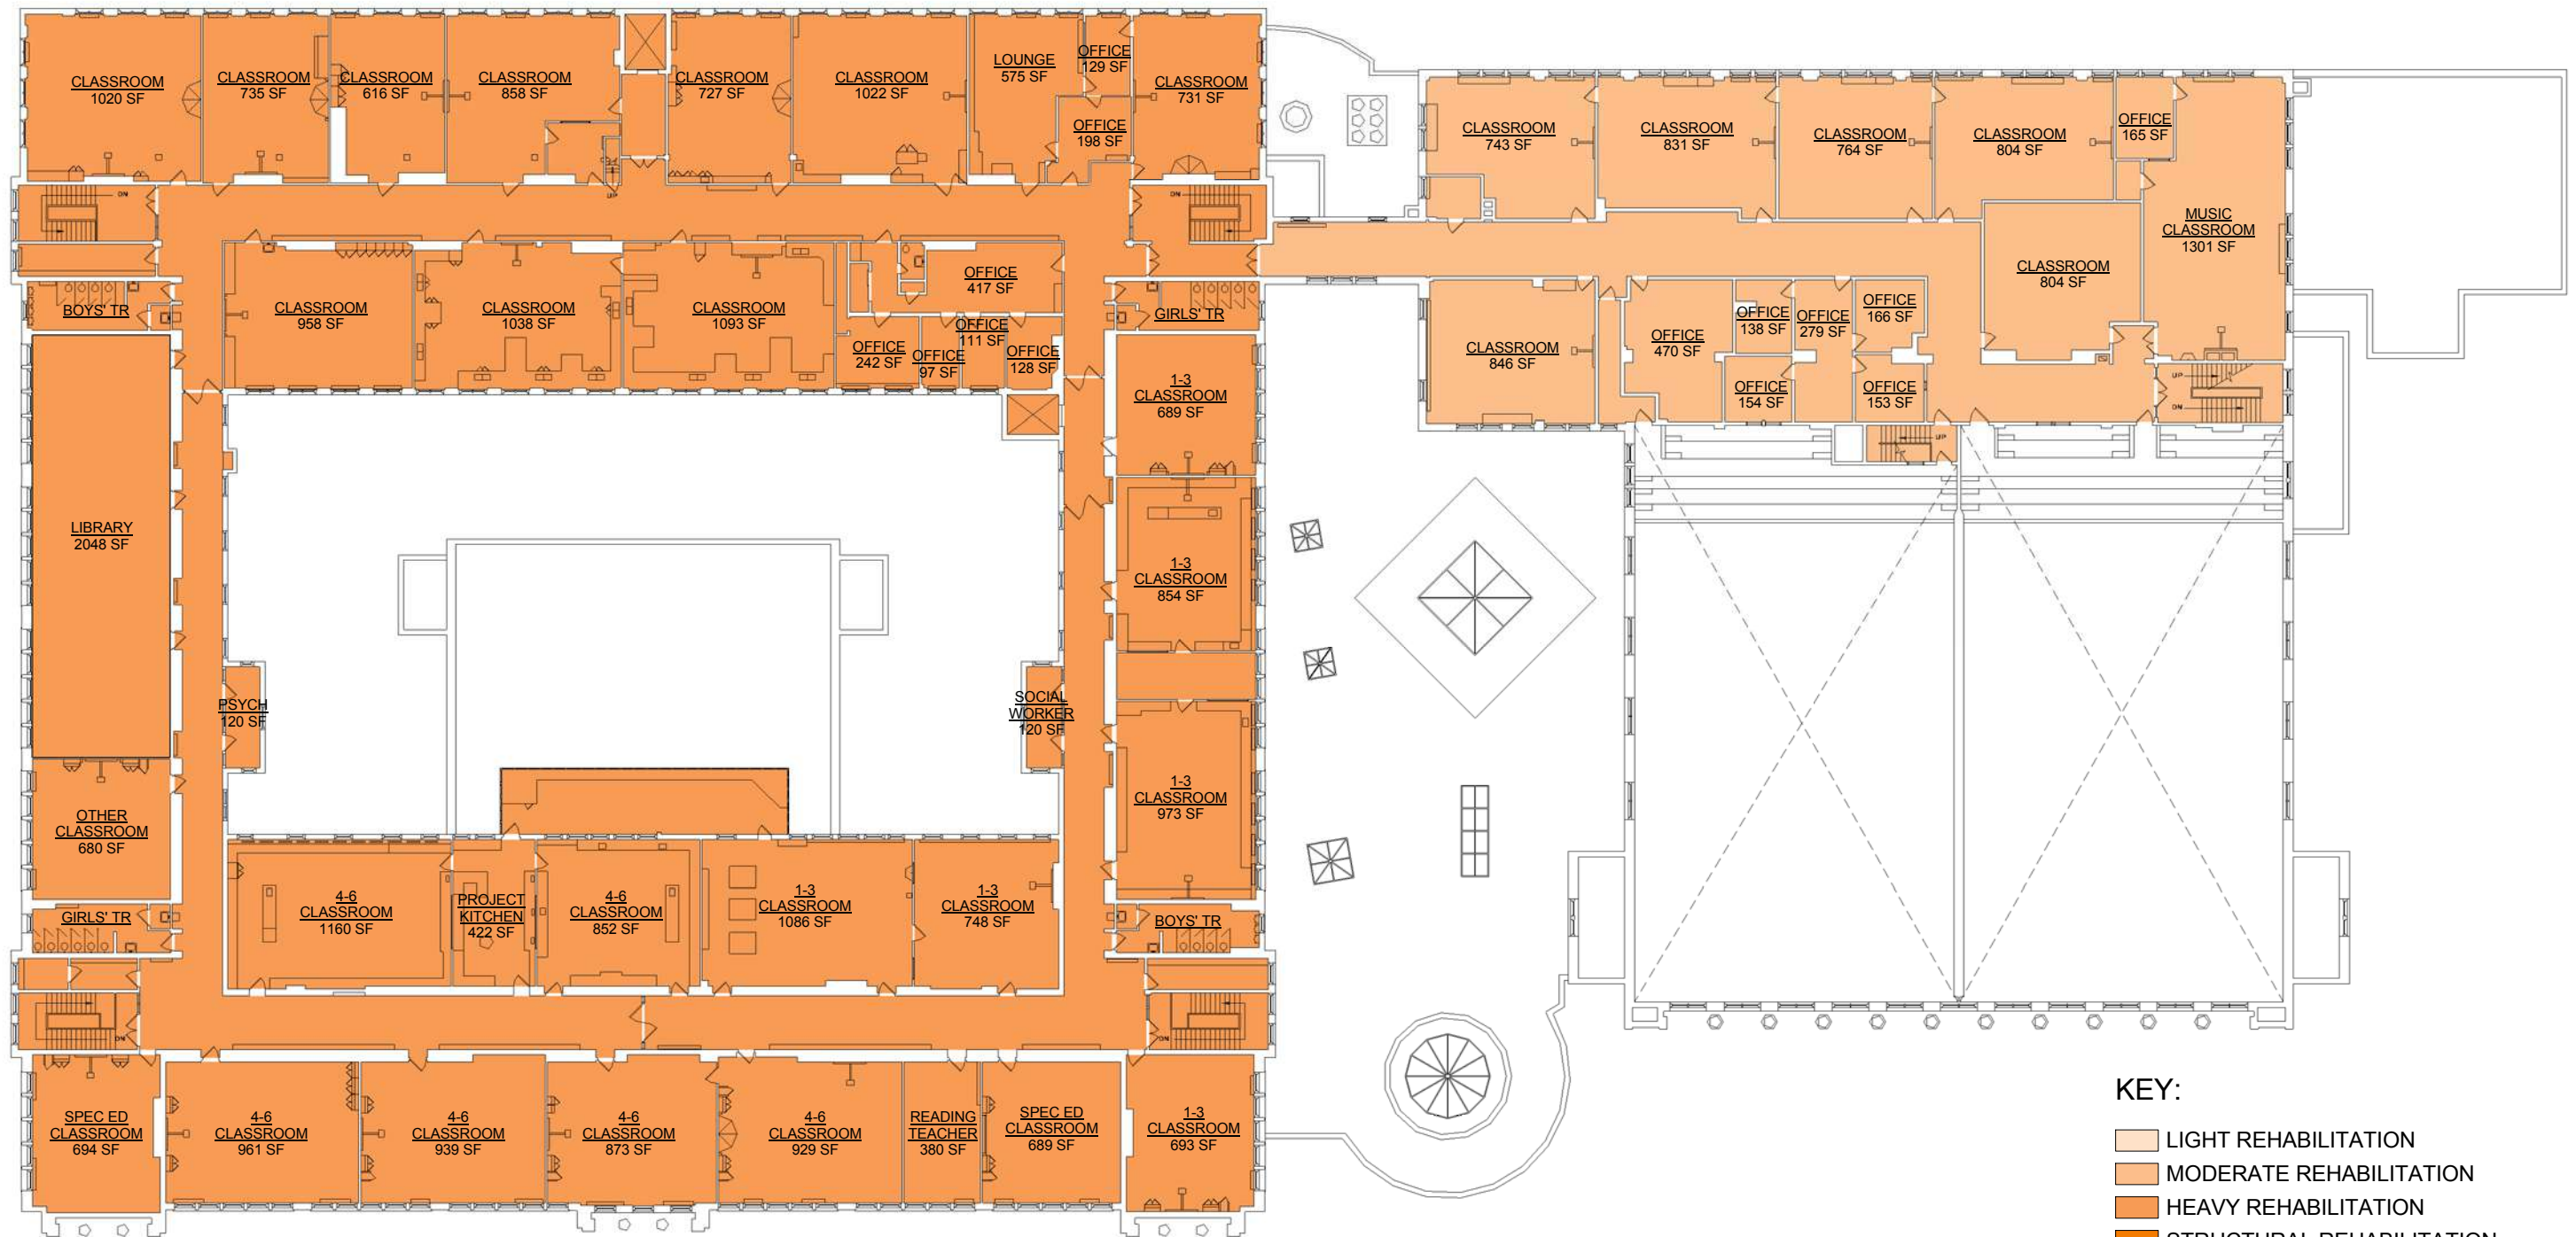 CLASSROOM
1020 SF
CLASSROOM
735 SF
CLASSROOM
616 SF
CLASSROOM
858 SF
CLASSROOM
727 SF
CLASSROOM
1022 SF
LOUNGE
575 SF
OFFICE
129 SF
OFFICE
198 SF
CLASSROOM
731 SF
CLASSROOM
743 SF
CLASSROOM
831 SF
CLASSROOM
764 SF
CLASSROOM
804 SF
OFFICE
165 SF
MUSIC
CLASSROOM
1301 SF
DN
UP
DN
BOYS' TR
CLASSROOM
958 SF
CLASSROOM
1038 SF
CLASSROOM
1093 SF
OFFICE
417 SF
OFFICE
242 SF
OFFICE
97 SF
OFFICE
111 SF
OFFICE
128 SF
GIRLS' TR
CLASSROOM
846 SF
OFFICE
470 SF
OFFICE
138 SF
OFFICE
154 SF
OFFICE
279 SF
OFFICE
166 SF
OFFICE
153 SF
CLASSROOM
804 SF
UP
DN
UP
1-3
CLASSROOM
689 SF
LIBRARY
2048 SF
1-3
CLASSROOM
854 SF
PSYCH
120 SF
SOCIAL
WORKER
120 SF
1-3
CLASSROOM
973 SF
OTHER
CLASSROOM
680 SF
GIRLS' TR
4-6
CLASSROOM
1160 SF
PROJECT
KITCHEN
422 SF
4-6
CLASSROOM
852 SF
1-3
CLASSROOM
1086 SF
1-3
CLASSROOM
748 SF
BOYS' TR
DN
DN
SPEC ED
CLASSROOM
694 SF
4-6
CLASSROOM
961 SF
4-6
CLASSROOM
939 SF
4-6
CLASSROOM
873 SF
4-6
CLASSROOM
929 SF
READING
TEACHER
380 SF
SPEC ED
CLASSROOM
689 SF
1-3
CLASSROOM
693 SF
KEY:
LIGHT REHABILITATION
MODERATE REHABILITATION
HEAVY REHABILITATION
STRUCTURAL REHABILITATION